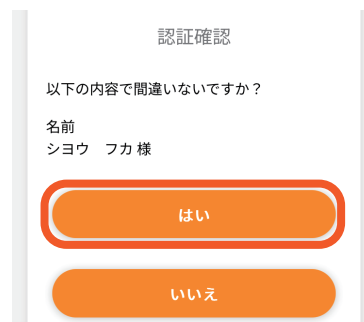 認証確認
以下の内容で間違いないですか？
名前
シヨウ　フカ 様
はい
いいえ